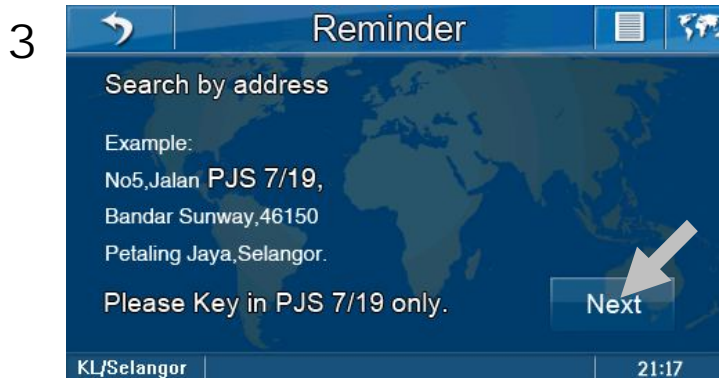 3
Reminder
Search by address
Example:
No5,Jalan PJS 7/19,
Bandar Sunway,46150
Petaling Jaya,Selangor.
Please Key in PJS 7/19 only.
Next
KL/Selangor
21:17